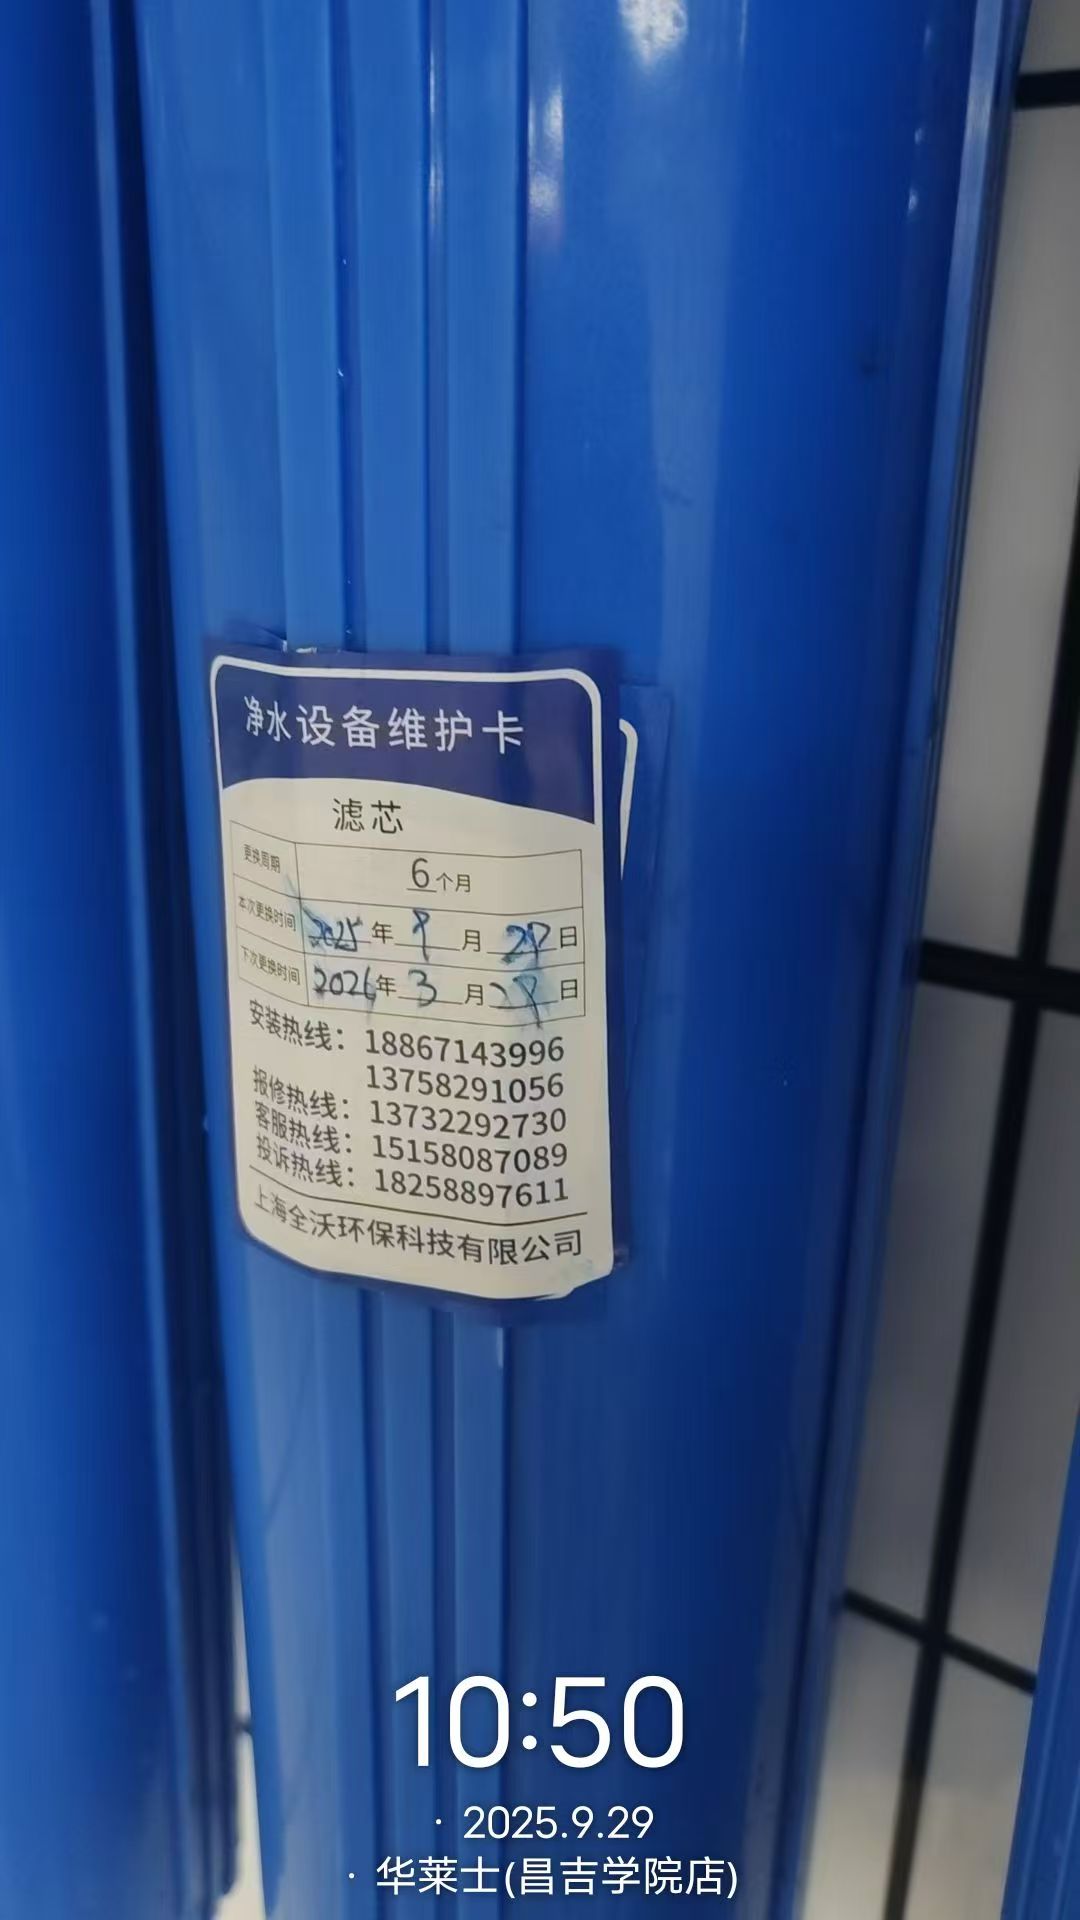 净水设备维护卡
滤芯
更换周期 6个月
本次更换时间 2025年9月29日
下次更换时间 2026年3月29日
安装热线：18867143996
13758291056
报修热线：13732292730
客服热线：15158087089
投诉热线：18258897611
上海全沃环保科技有限公司
10:50
· 2025.9.29
· 华莱士(昌吉学院店)